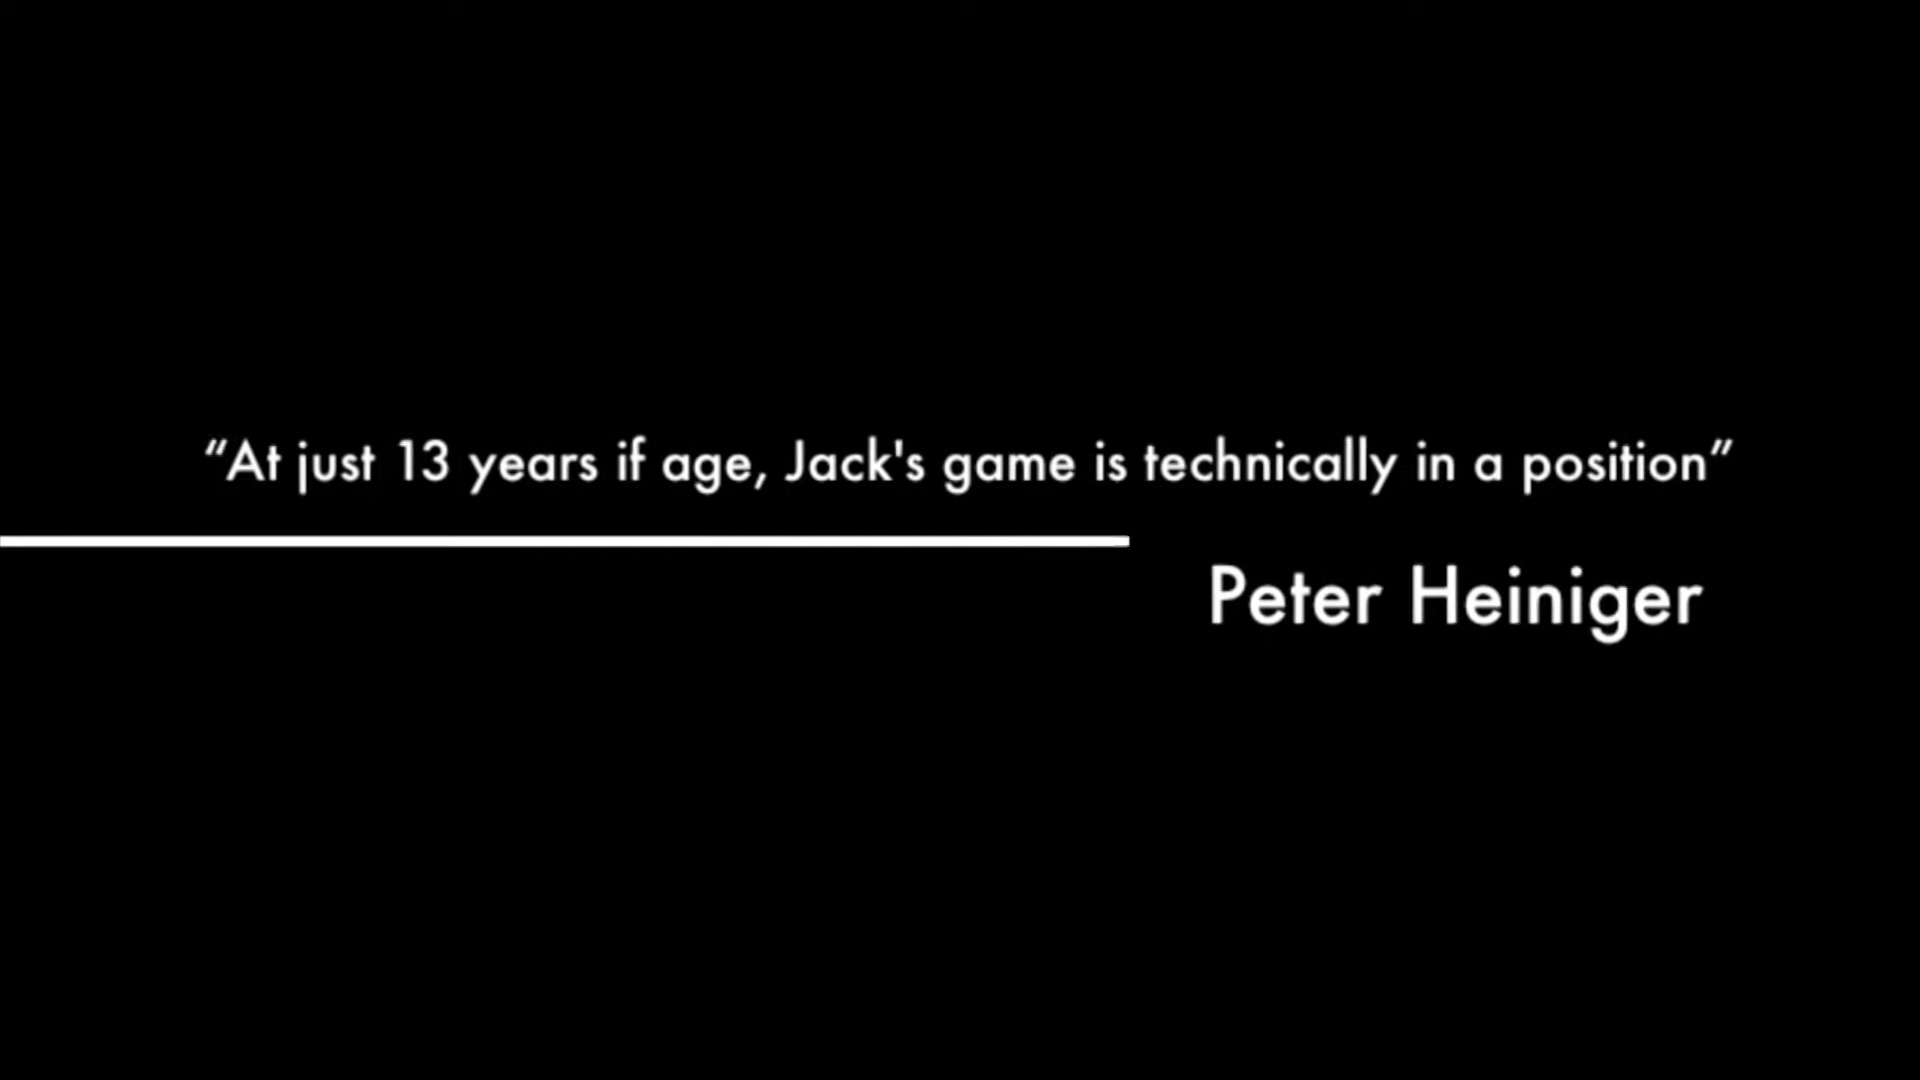 “At just 13 years if age, Jack's game is technically in a position”
Peter Heiniger